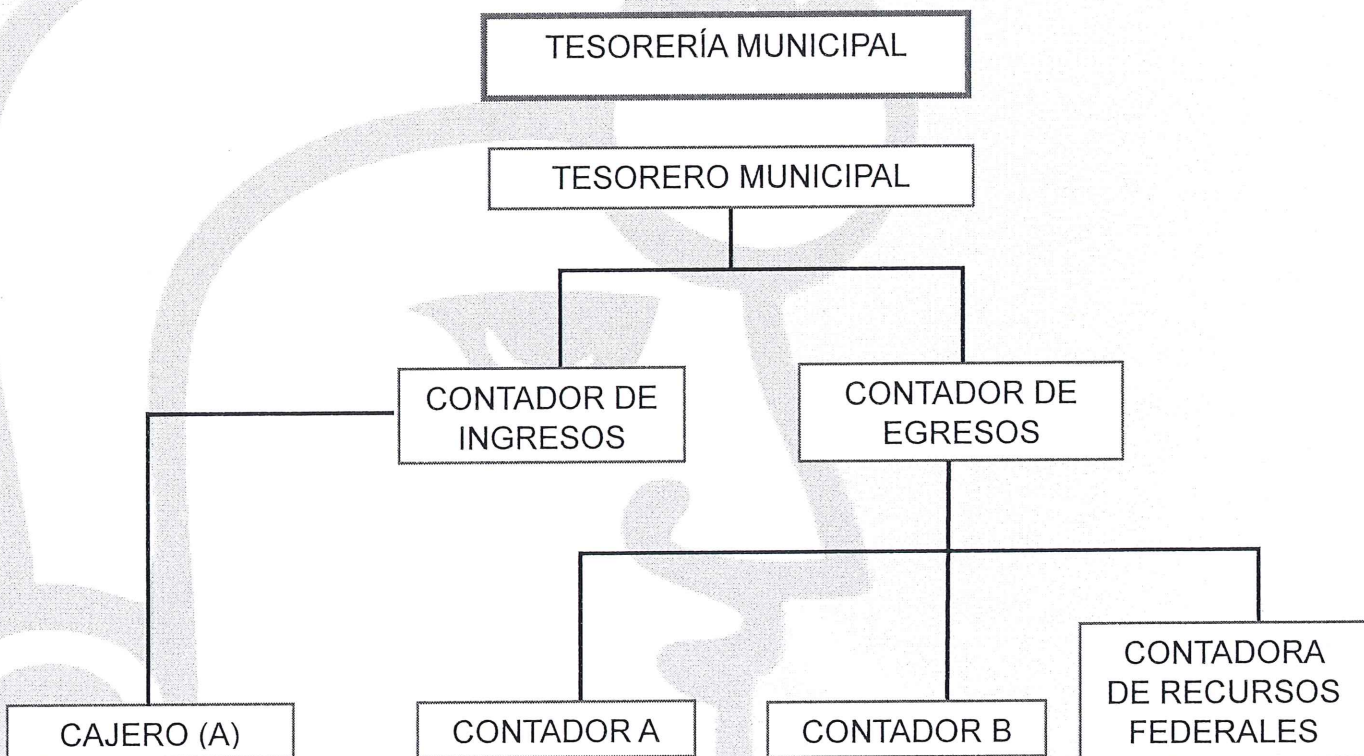 TESORERÍA MUNICIPAL
TESORERO MUNICIPAL
CONTADOR DE
INGRESOS
CONTADOR DE
EGRESOS
CAJERO (A)
CONTADOR A
CONTADOR B
CONTADORA
DE RECURSOS
FEDERALES